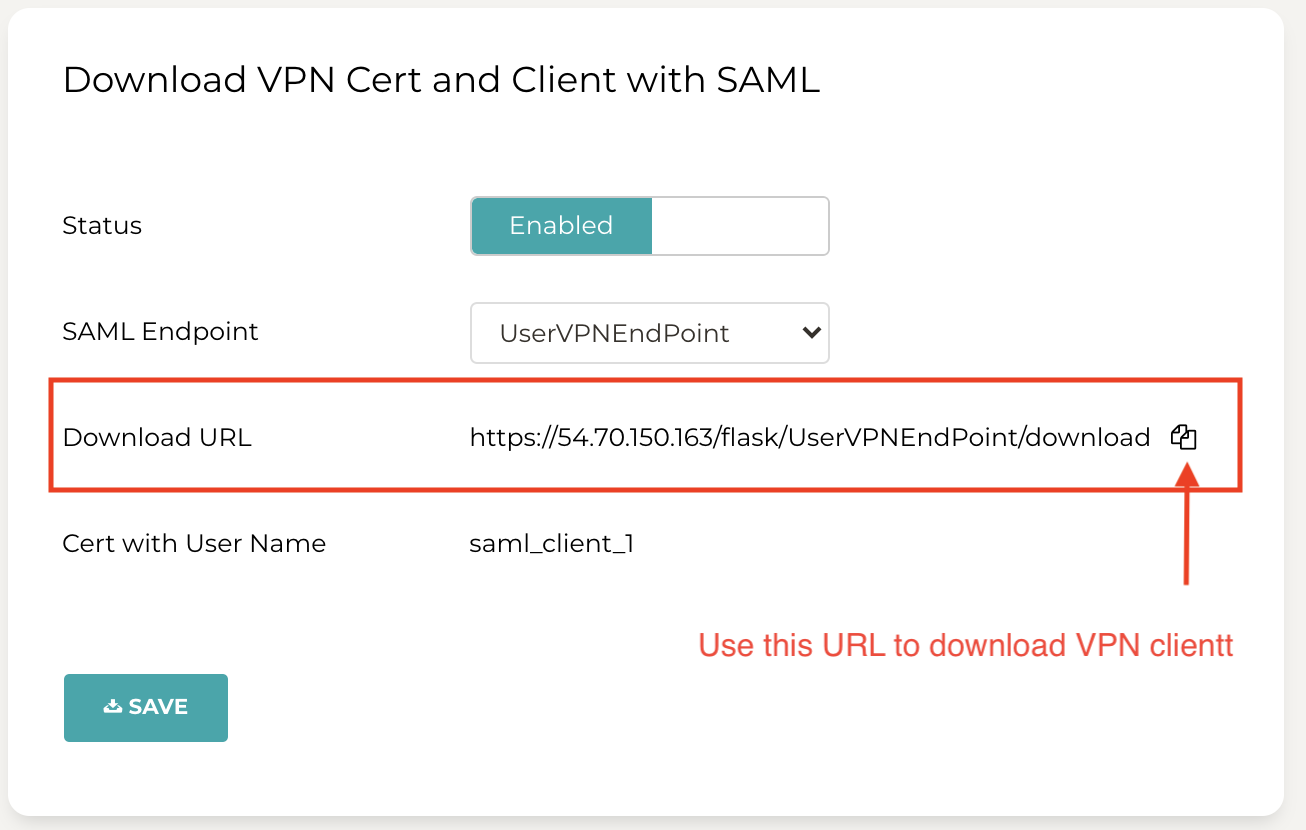 Download VPN Cert and Client with SAML
Status Enabled
SAML Endpoint UserVPNEndPoint
Download URL https://54.70.150.163/flask/UserVPNEndPoint/download
Cert with User Name saml_client_1
Use this URL to download VPN clientt
SAVE